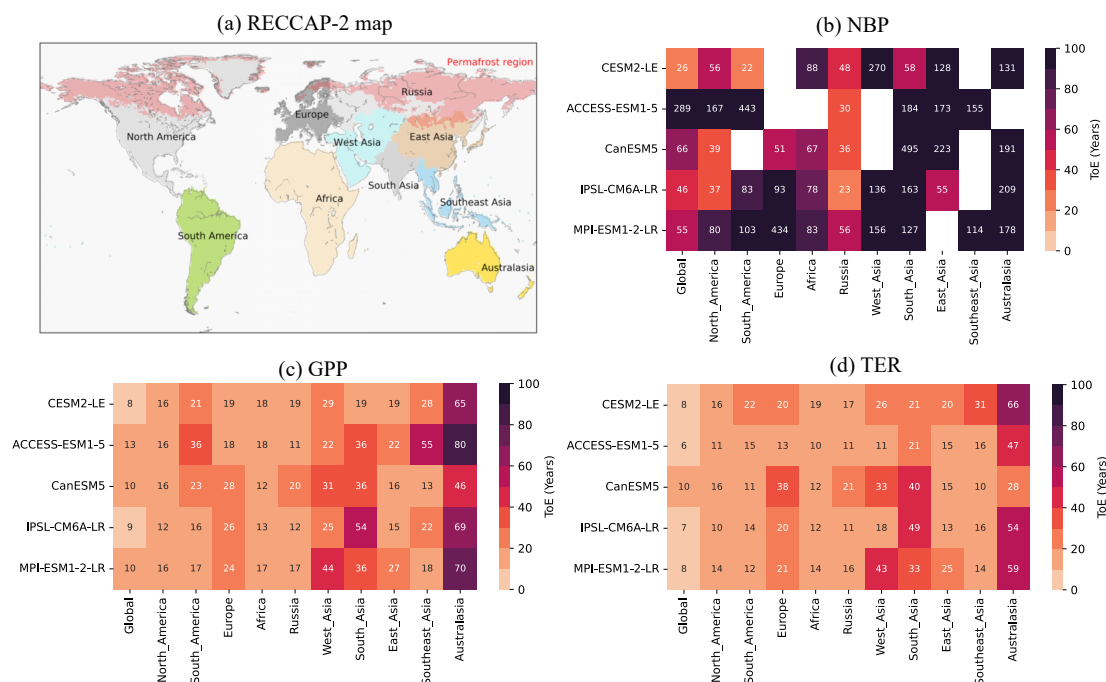 (a) RECCAP-2 map
Permafrost region
Russia
Europe
North America
West Asia
East Asia
South Asia
Africa
Southeast Asia
South America
Australasia
(b) NBP
CESM2-LE 26 56 22 88 48 270 58 128 131
ACCESS-ESM1-5 289 167 443 30 184 173 155
CanESM5 66 39 51 67 36 495 223 191
IPSL-CM6A-LR 46 37 83 93 78 23 136 163 55 209
MPI-ESM1-2-LR 55 80 103 434 83 56 156 127 114 178
Global North_America South_America Europe Africa Russia West_Asia South_Asia East_Asia Southeast_Asia Australasia
100
80
60
40
20
0
ToE (Years)
(c) GPP
CESM2-LE 8 16 21 19 18 19 29 19 19 28 65
ACCESS-ESM1-5 13 16 36 18 18 11 22 36 22 55 80
CanESM5 10 16 23 28 12 20 31 36 16 13 46
IPSL-CM6A-LR 9 12 16 26 13 12 25 54 15 22 69
MPI-ESM1-2-LR 10 16 17 24 17 17 44 36 27 18 70
Global North_America South_America Europe Africa Russia West_Asia South_Asia East_Asia Southeast_Asia Australasia
100
80
60
40
20
0
ToE (Years)
(d) TER
CESM2-LE 8 16 22 20 19 17 26 21 20 31 66
ACCESS-ESM1-5 6 11 15 13 10 11 11 21 15 16 47
CanESM5 10 16 11 38 12 21 33 40 15 10 28
IPSL-CM6A-LR 7 10 14 20 12 11 18 49 13 16 54
MPI-ESM1-2-LR 8 14 12 21 14 16 43 33 25 14 59
Global North_America South_America Europe Africa Russia West_Asia South_Asia East_Asia Southeast_Asia Australasia
100
80
60
40
20
0
ToE (Years)